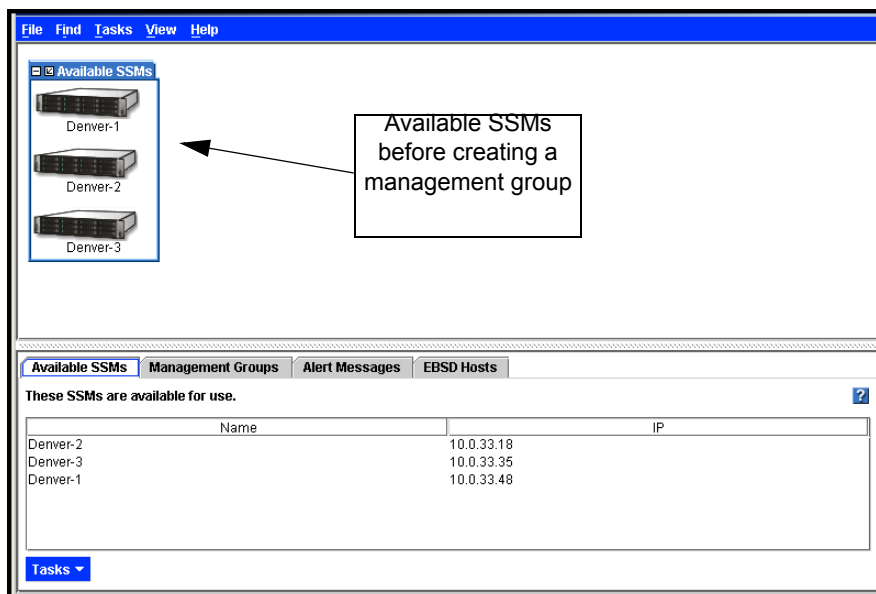 File Find Tasks View Help
Available SSMs
Denver-1
Denver-2
Denver-3
Available SSMs
before creating a
management group
Available SSMs Management Groups Alert Messages EBSD Hosts
These SSMs are available for use. ?
Name IP
Denver-2 10.0.33.18
Denver-3 10.0.33.35
Denver-1 10.0.33.48
Tasks